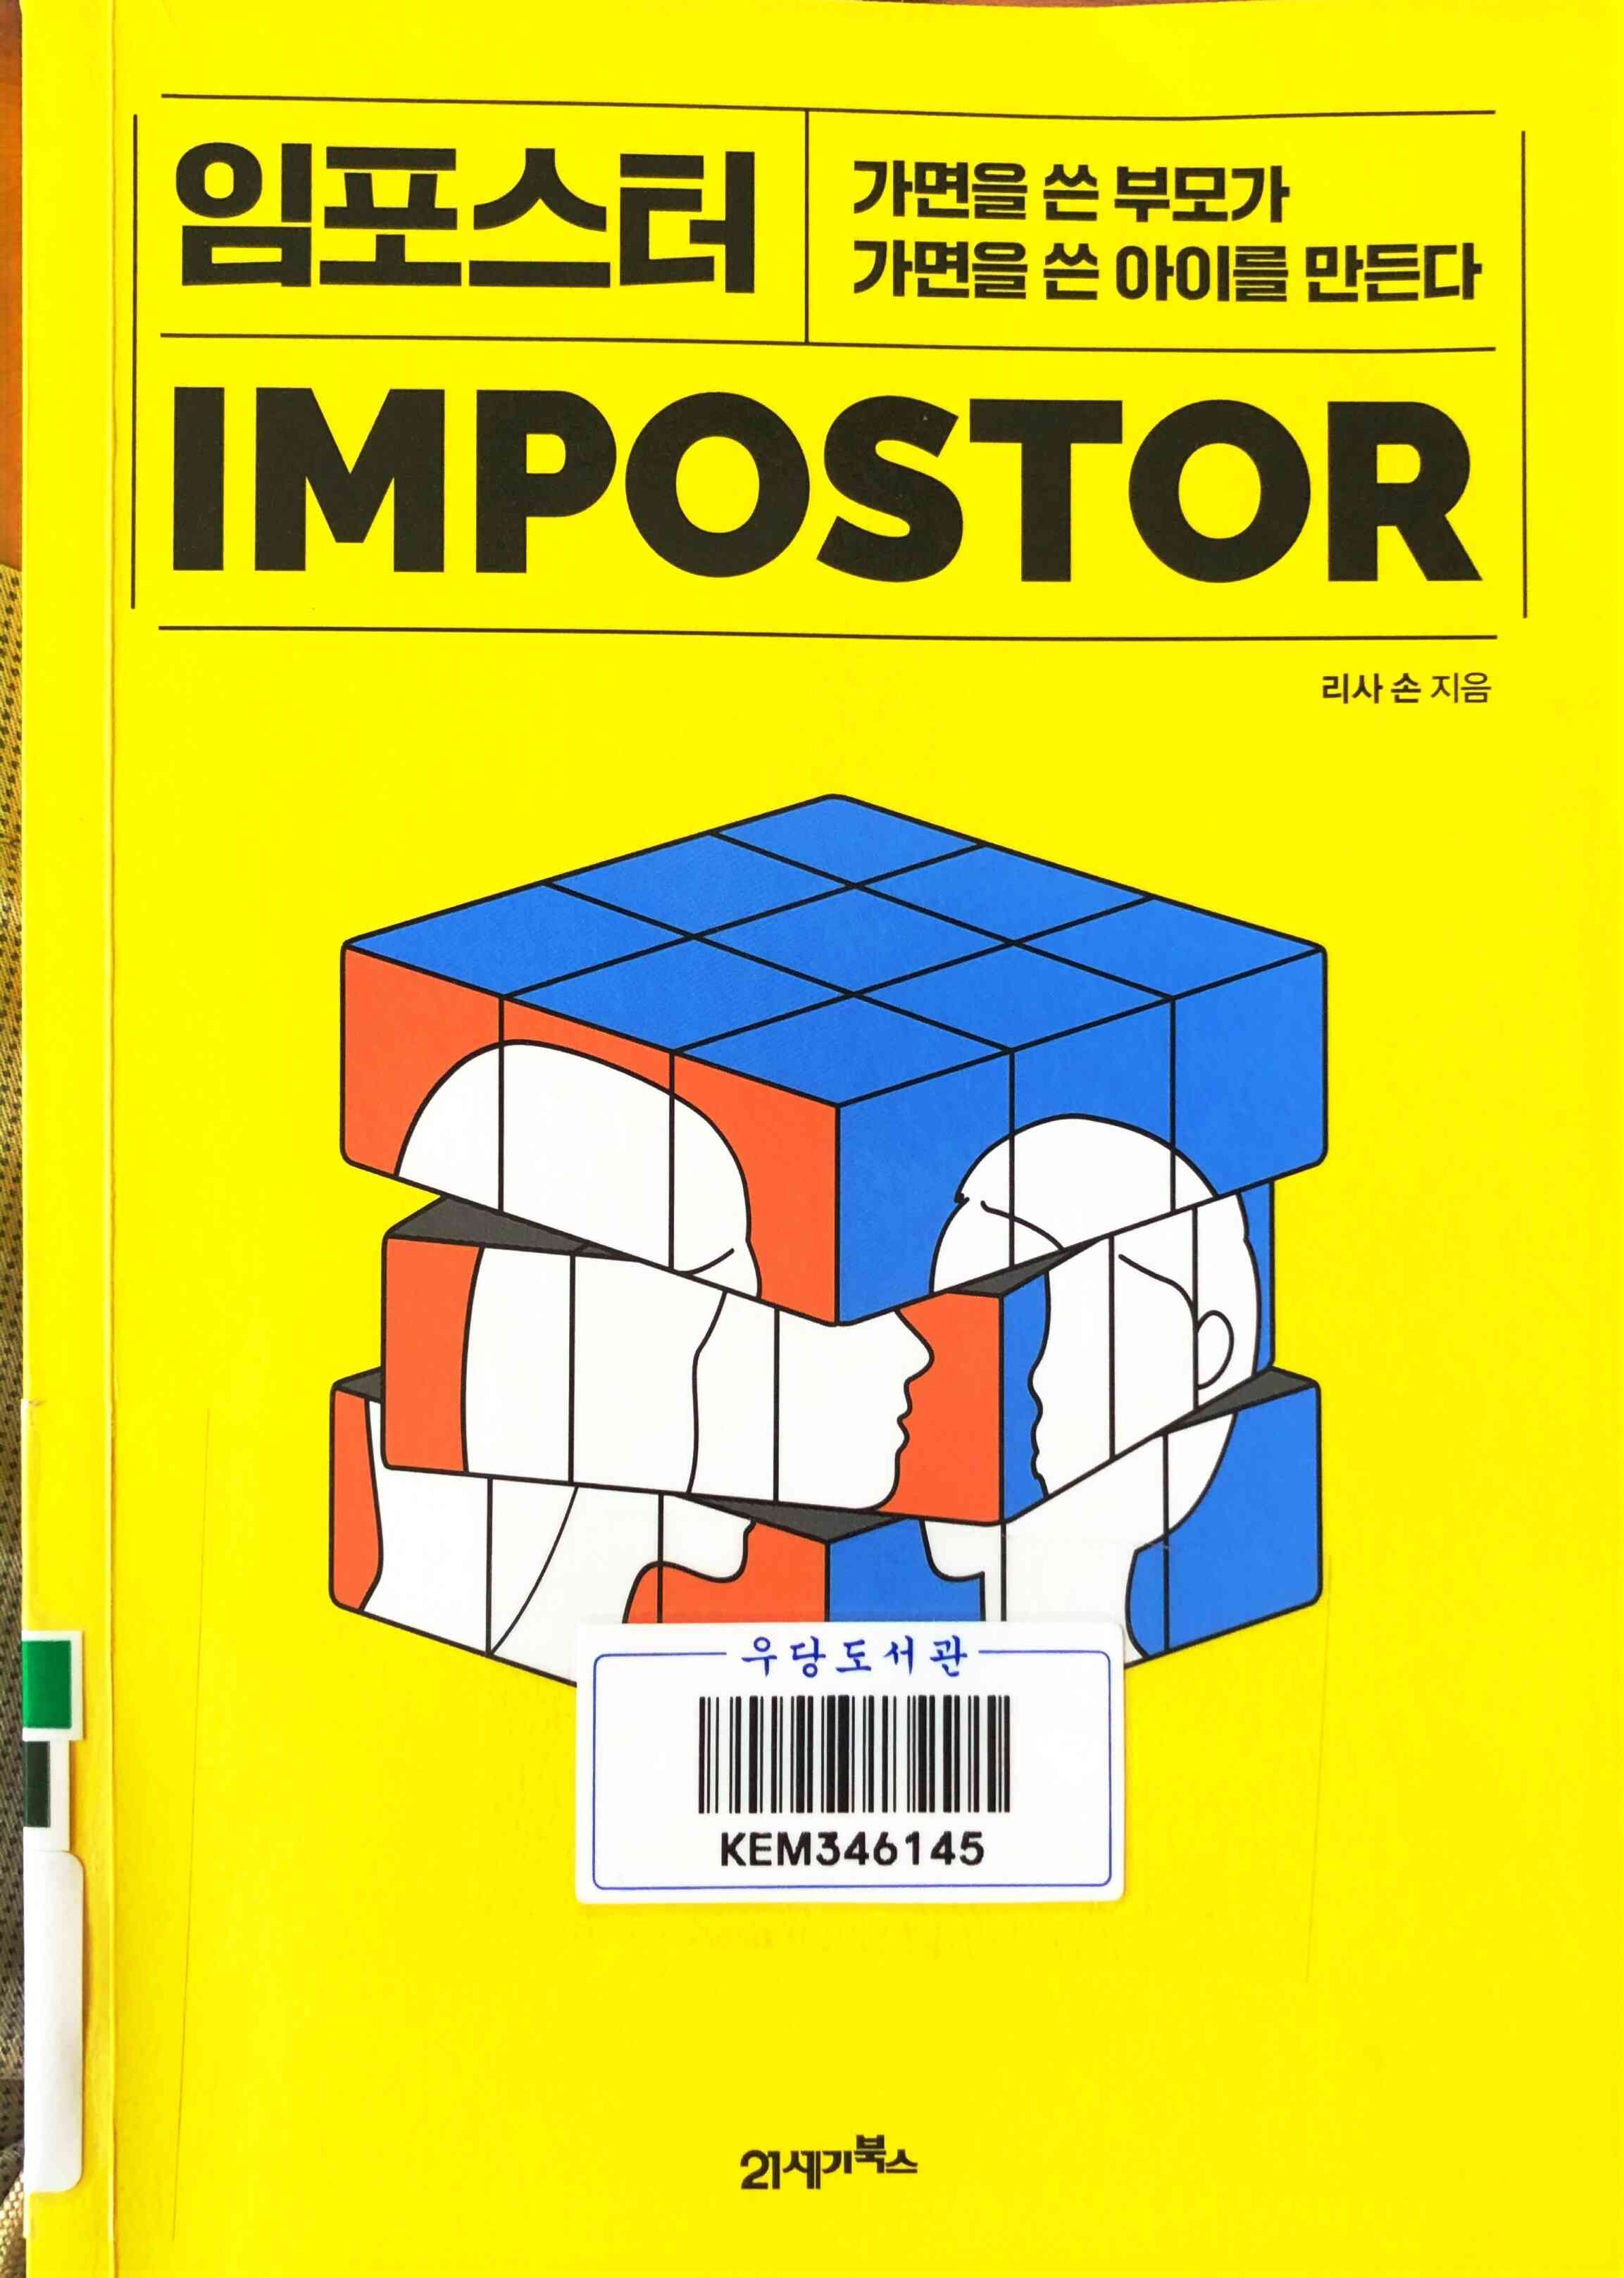 임포스터
가면을 쓴 부모가
가면을 쓴 아이를 만든다
IMPOSTOR
리사 손 지음
우당도서관
KEM346145
21세기북스